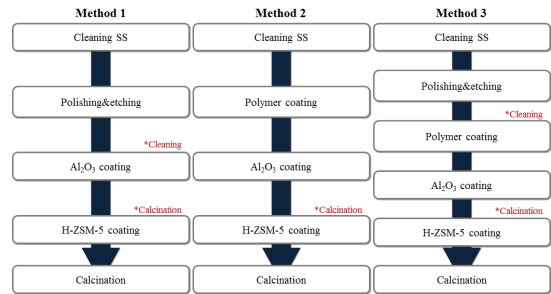 Method 1
Cleaning SS
Polishing&etching
*Cleaning
Al₂O₃ coating
*Calcination
H-ZSM-5 coating
Calcination
Method 2
Cleaning SS
Polymer coating
Al₂O₃ coating
*Calcination
H-ZSM-5 coating
Calcination
Method 3
Cleaning SS
Polishing&etching
*Cleaning
Polymer coating
Al₂O₃ coating
*Calcination
H-ZSM-5 coating
Calcination